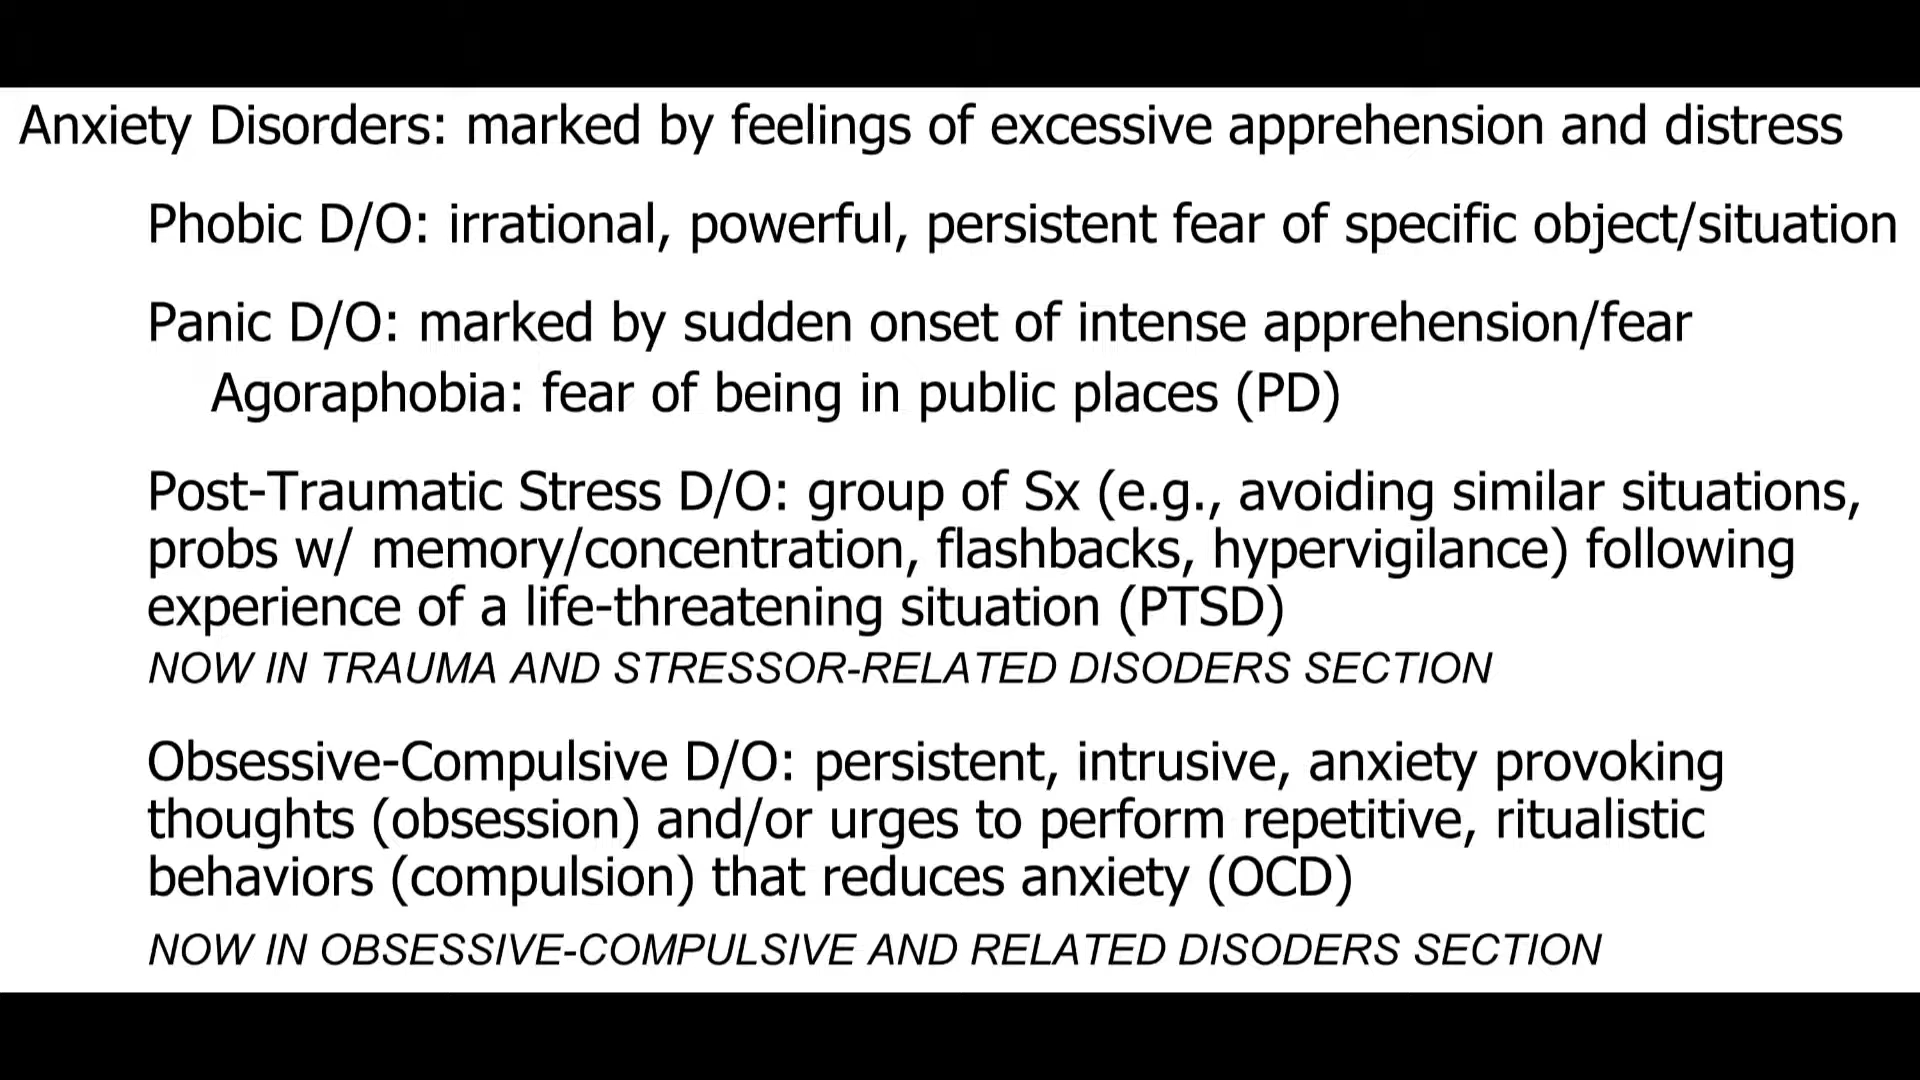 Anxiety Disorders: marked by feelings of excessive apprehension and distress
Phobic D/O: irrational, powerful, persistent fear of specific object/situation
Panic D/O: marked by sudden onset of intense apprehension/fear
Agoraphobia: fear of being in public places (PD)
Post-Traumatic Stress D/O: group of Sx (e.g., avoiding similar situations,
probs w/ memory/concentration, flashbacks, hypervigilance) following
experience of a life-threatening situation (PTSD)
NOW IN TRAUMA AND STRESSOR-RELATED DISODERS SECTION
Obsessive-Compulsive D/O: persistent, intrusive, anxiety provoking
thoughts (obsession) and/or urges to perform repetitive, ritualistic
behaviors (compulsion) that reduces anxiety (OCD)
NOW IN OBSESSIVE-COMPULSIVE AND RELATED DISODERS SECTION